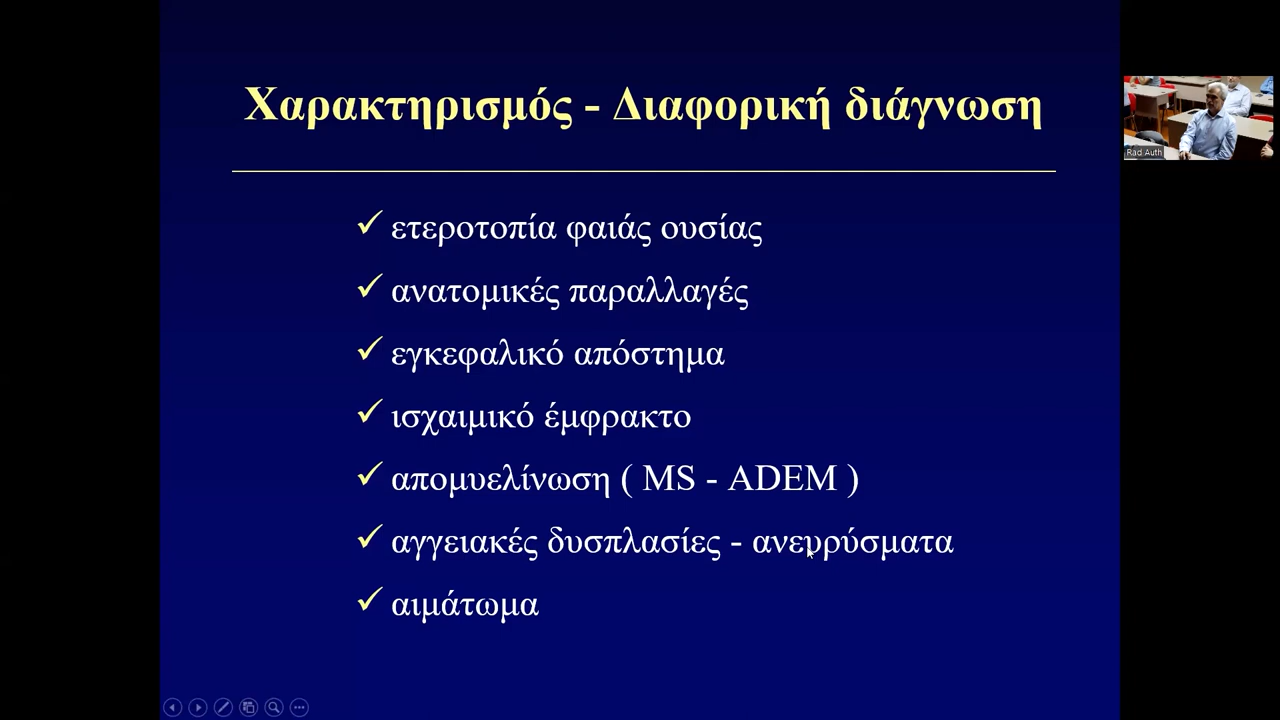 Χαρακτηρισμός - Διαφορική διάγνωση
ετεροτοπία φαιάς ουσίας
ανατομικές παραλλαγές
εγκεφαλικό απόστημα
ισχαιμικό έμφρακτο
απομυελίνωση ( MS - ADEM )
αγγειακές δυσπλασίες - ανευρύσματα
αιμάτωμα
Rad Auth